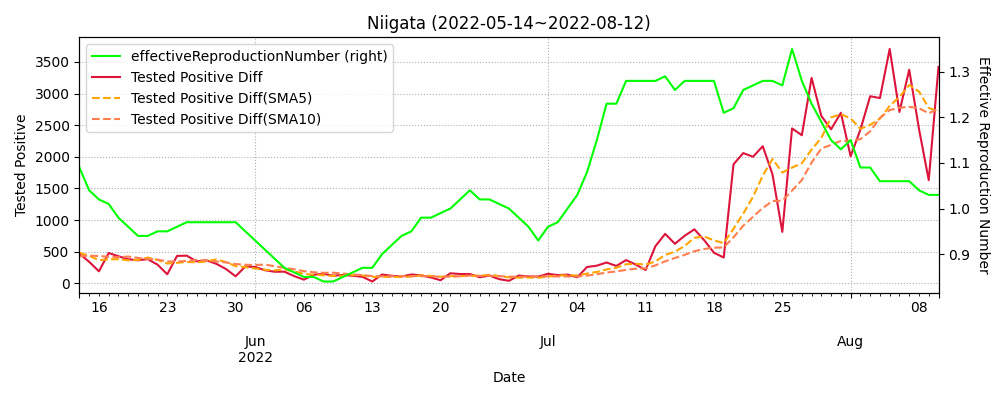 Niigata (2022-05-14~2022-08-12)
effectiveReproductionNumber (right)
Tested Positive Diff
Tested Positive Diff(SMA5)
Tested Positive Diff(SMA10)
Tested Positive
3500
3000
2500
2000
1500
1000
500
0
1.3
1.2
1.1
1.0
0.9
Effective Reproduction Number
16 23 30 06 13 20 27 04 11 18 25 08
Jun Jul Aug
2022
Date